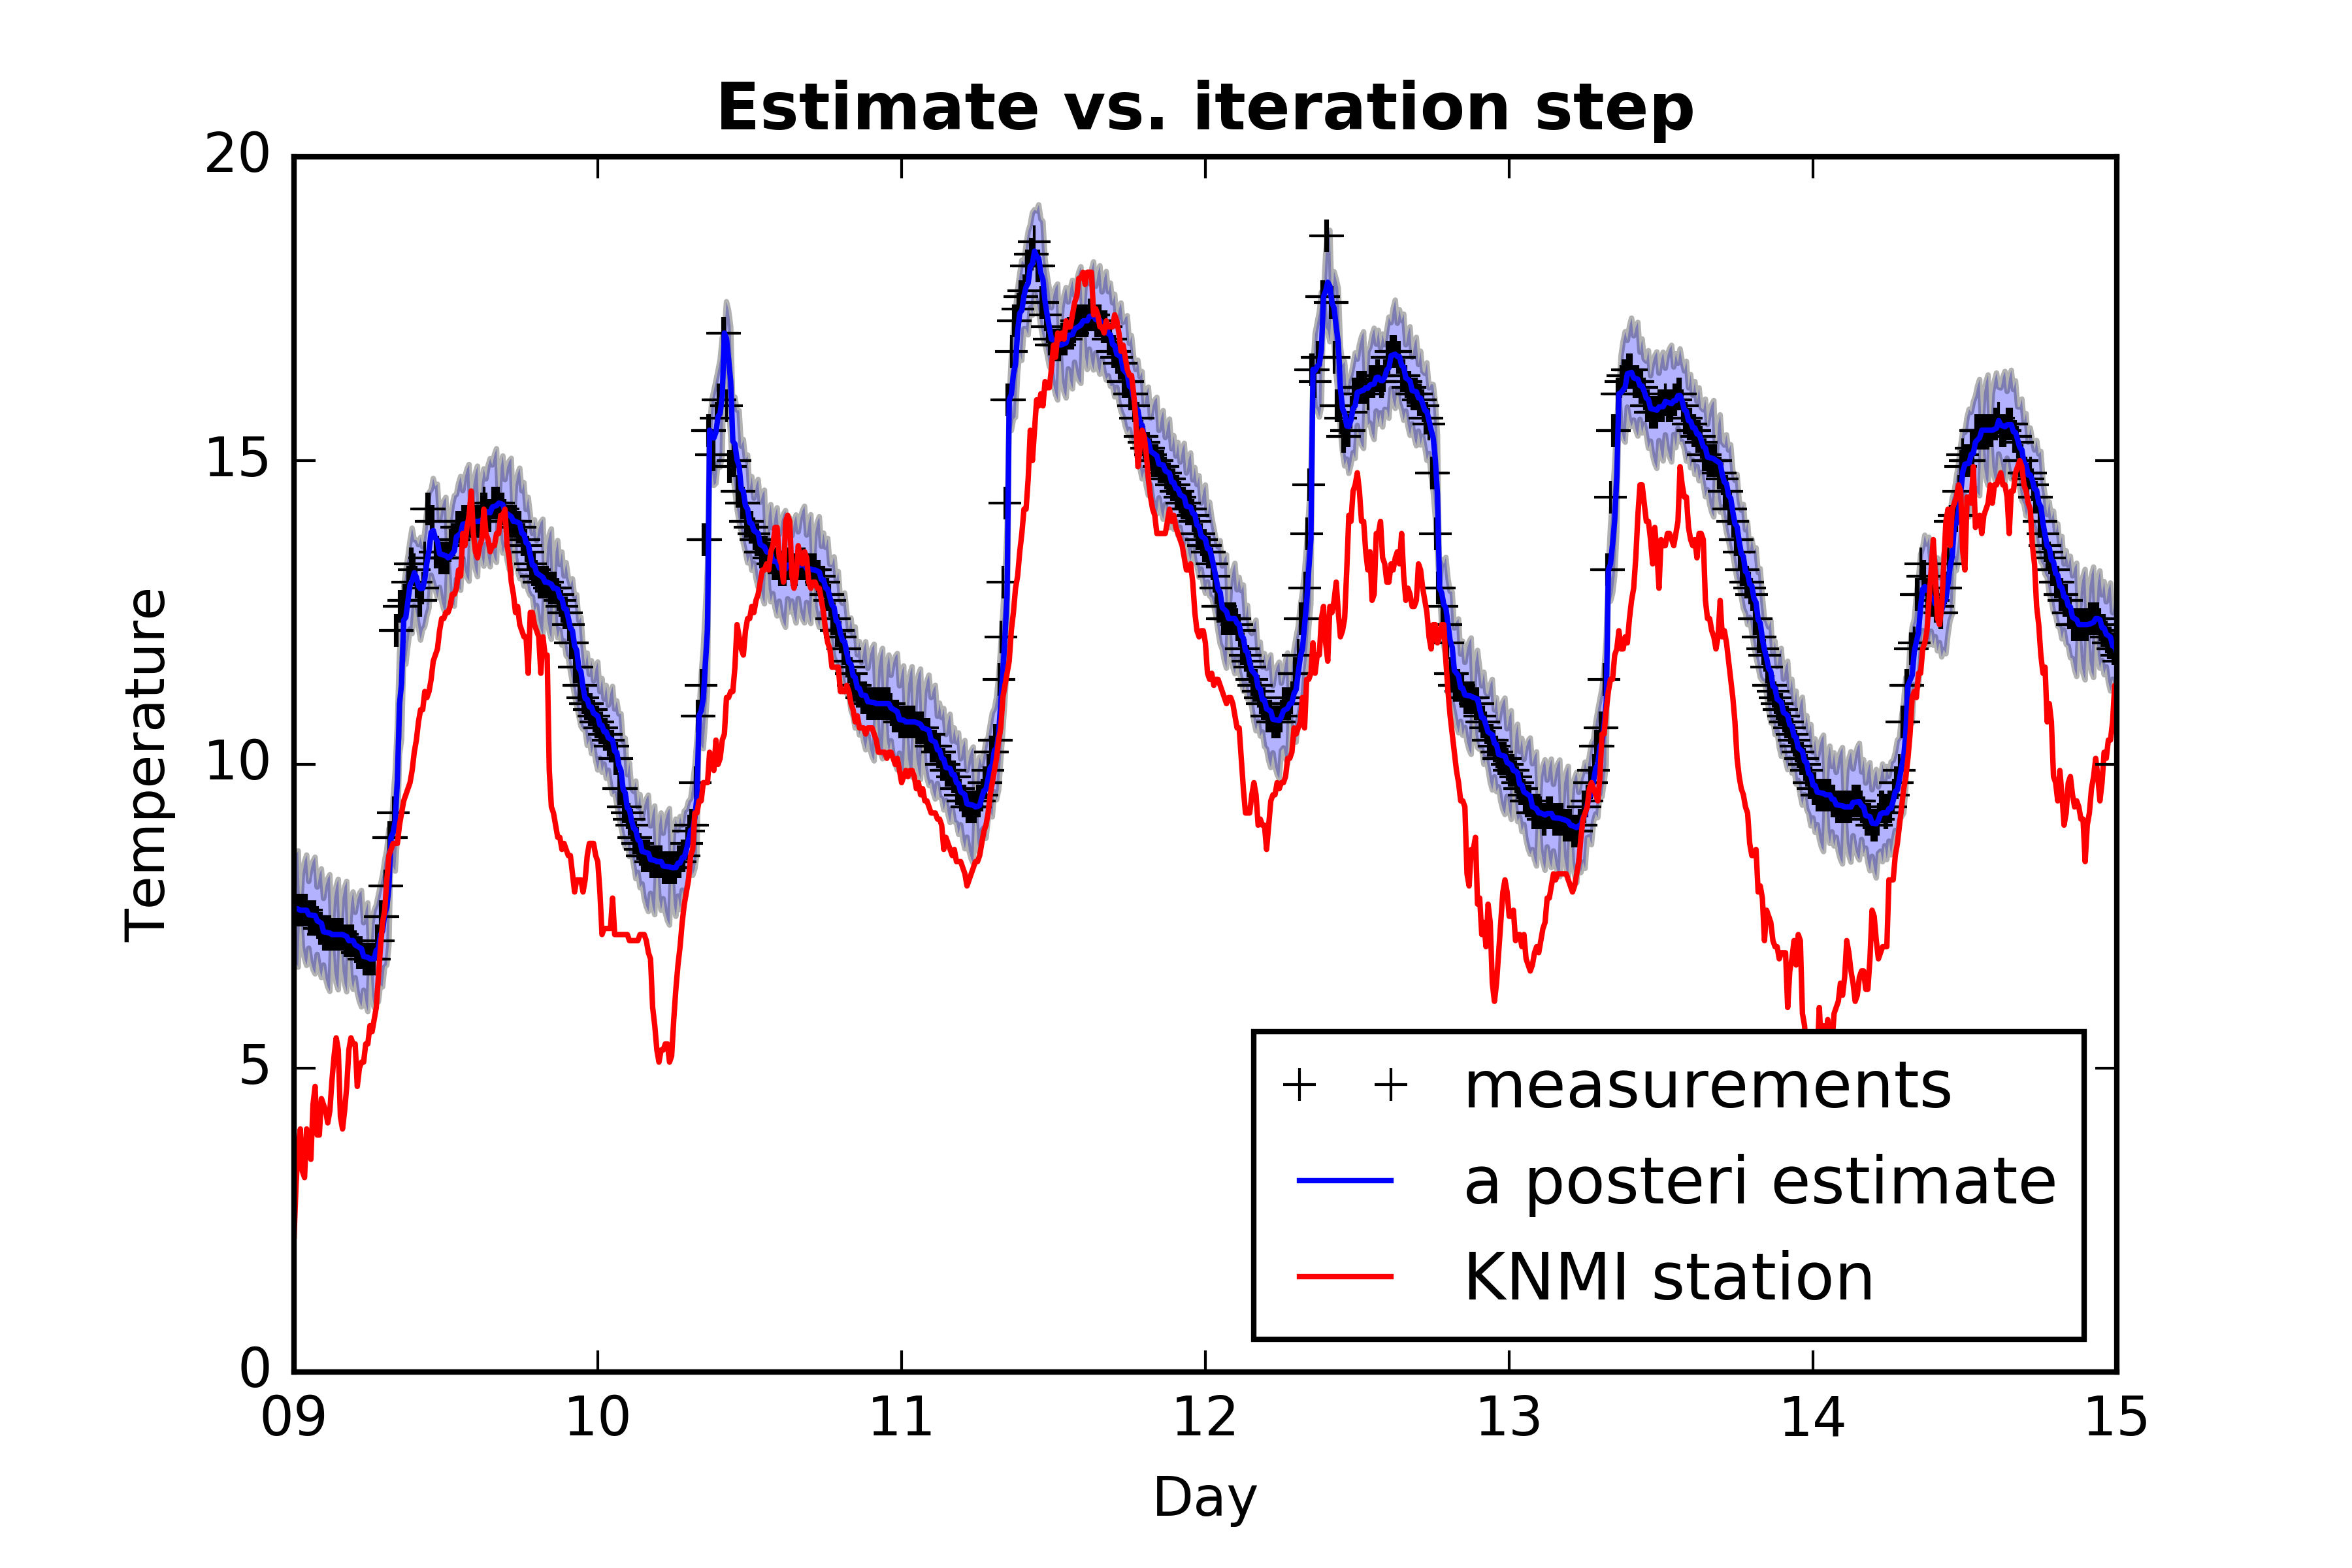 Estimate vs. iteration step
20
15
10
5
0
Temperature
09 10 11 12 13 14 15
Day
measurements
a posteri estimate
KNMI station